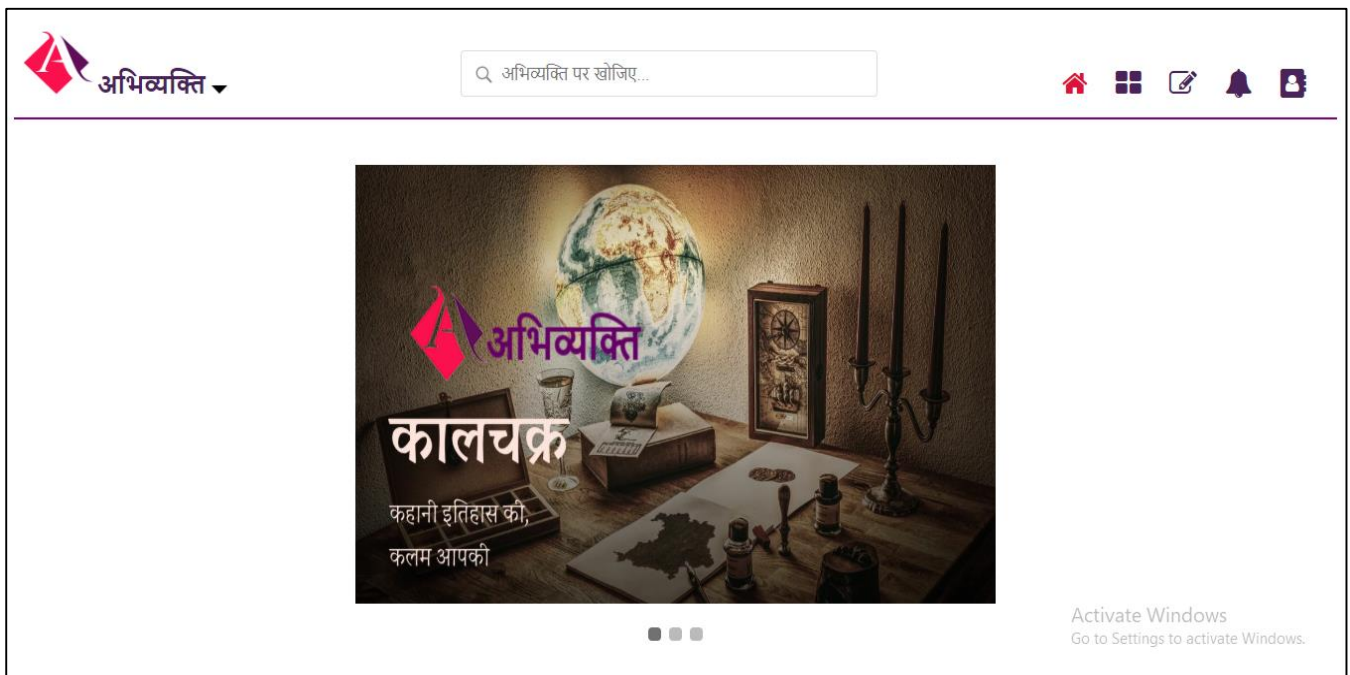 अभिव्यक्ति
अभिव्यक्ति पर खोजिए...
A अभिव्यक्ति
कालचक्र
कहानी इतिहास की,
कलम आपकी
Activate Windows
Go to Settings to activate Windows.